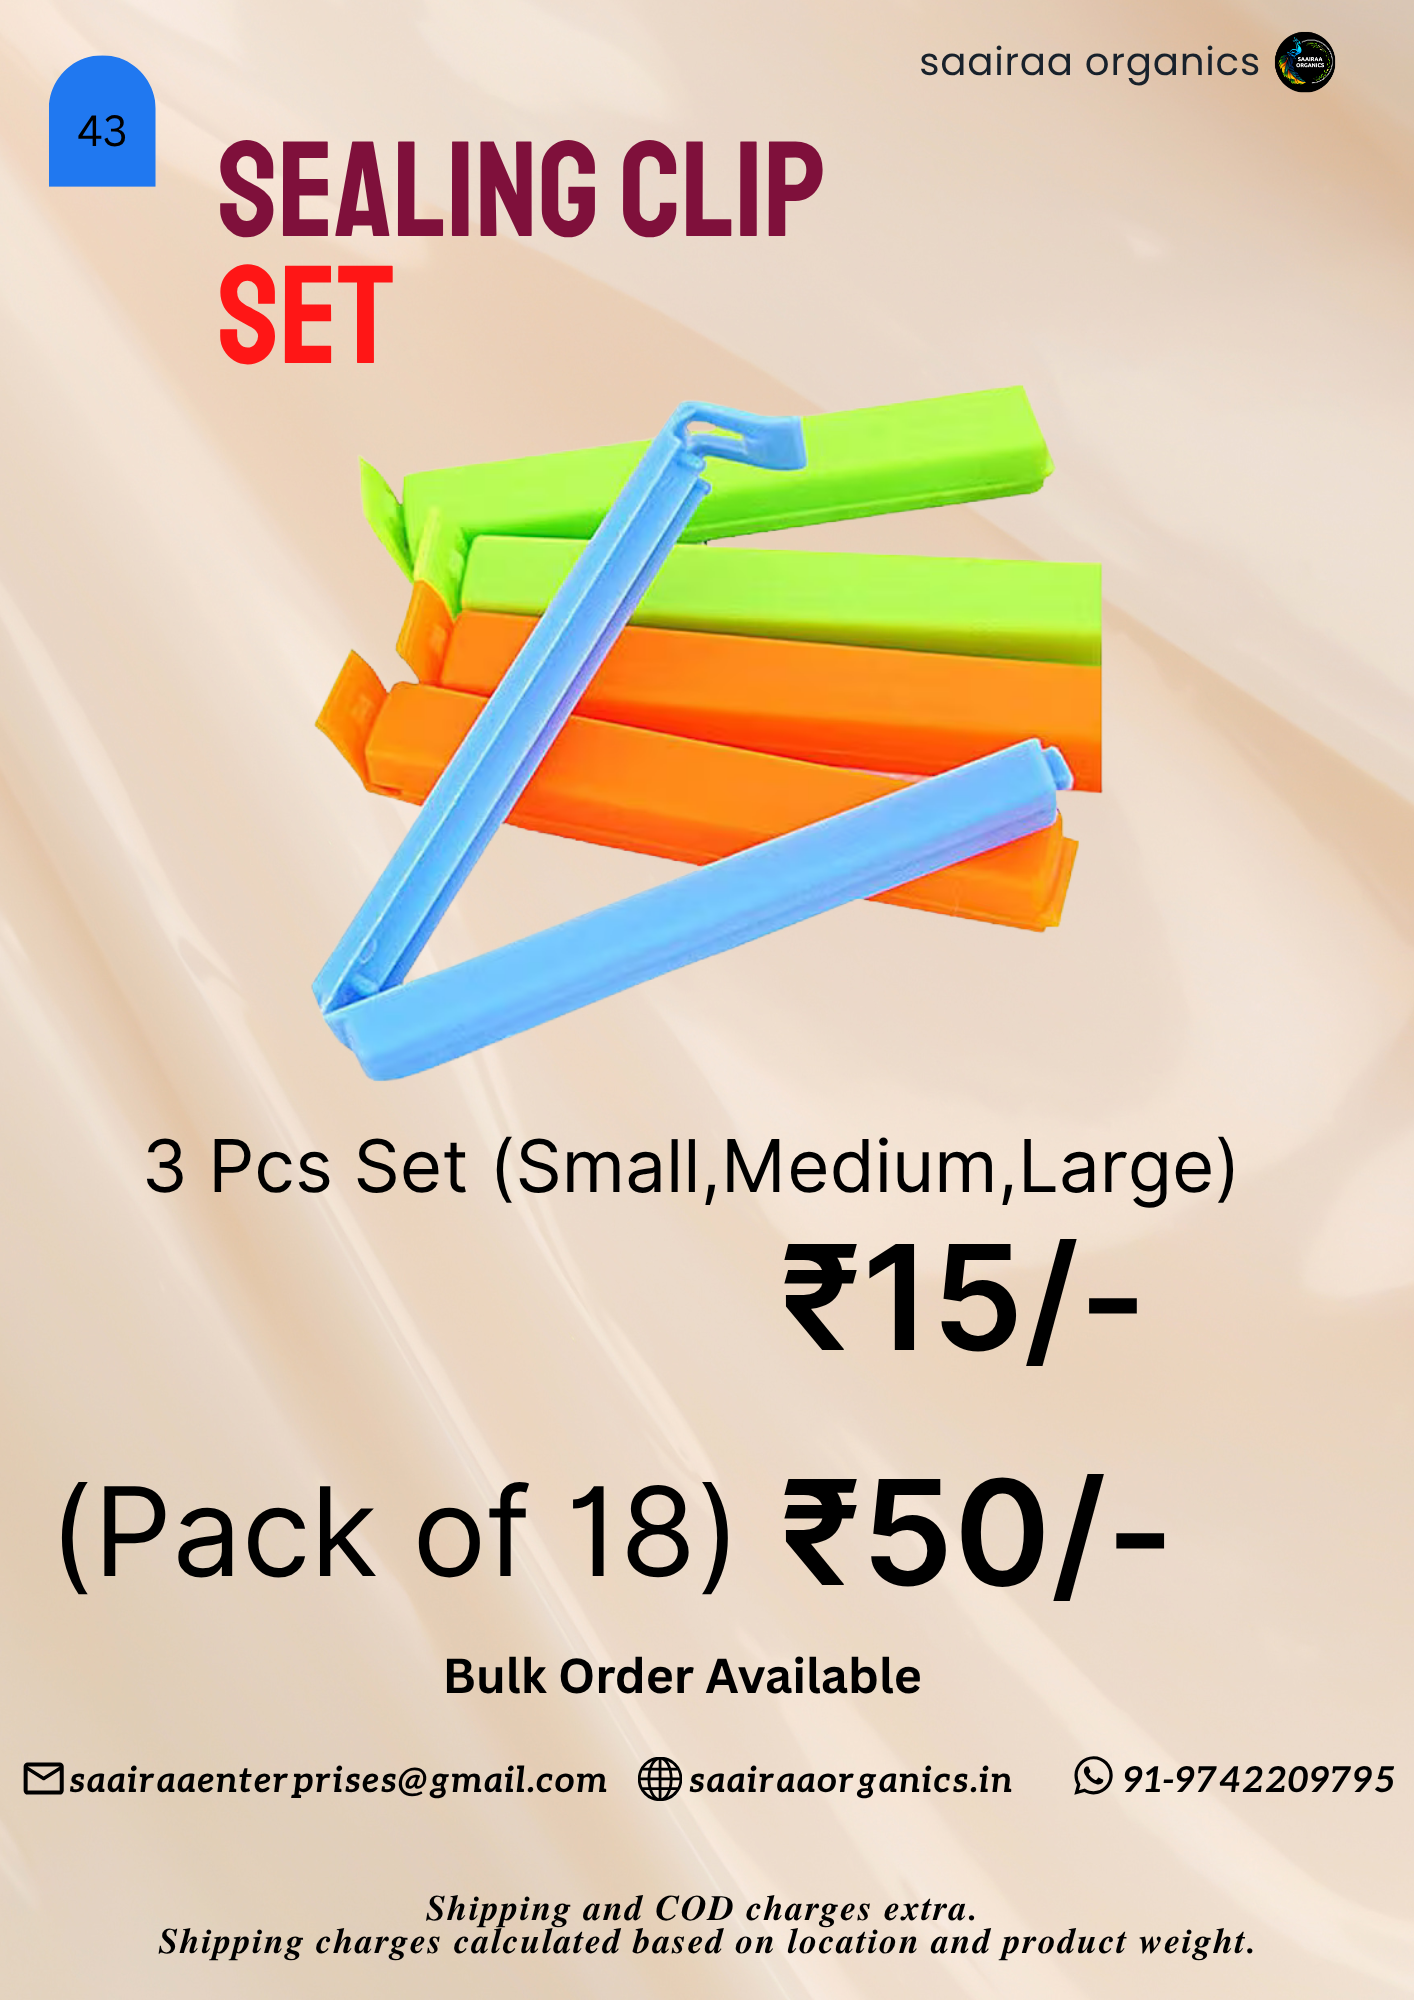 saairaa organics
SAAIRAA
ORGANICS
43
SEALING CLIP
SET
3 Pcs Set (Small,Medium,Large)
₹15/-
(Pack of 18) ₹50/-
Bulk Order Available
saairaaenterprises@gmail.com saairaaorganics.in 91-9742209795
Shipping and COD charges extra.
Shipping charges calculated based on location and product weight.